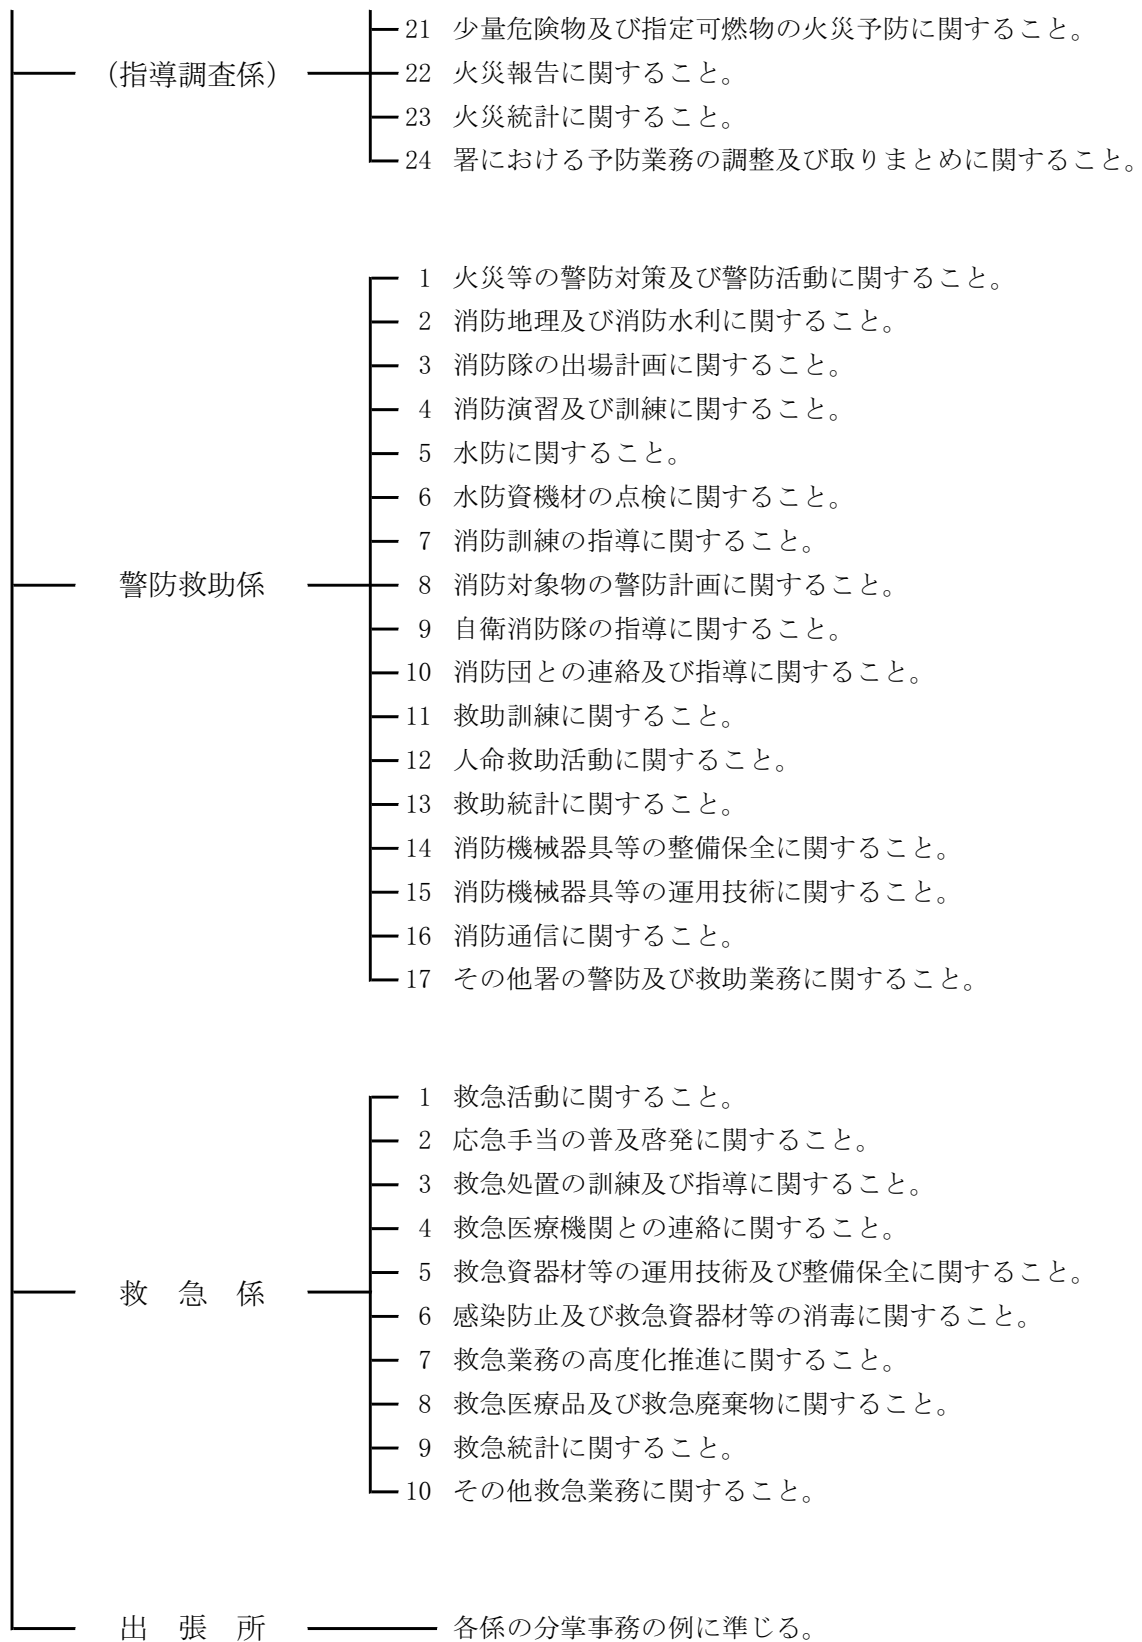 21 少量危険物及び指定可燃物の火災予防に関すること。
(指導調査係)
22 火災報告に関すること。
23 火災統計に関すること。
24 署における予防業務の調整及び取りまとめに関すること。
1 火災等の警防対策及び警防活動に関すること。
2 消防地理及び消防水利に関すること。
3 消防隊の出場計画に関すること。
4 消防演習及び訓練に関すること。
5 水防に関すること。
6 水防資機材の点検に関すること。
7 消防訓練の指導に関すること。
警防救助係
8 消防対象物の警防計画に関すること。
9 自衛消防隊の指導に関すること。
10 消防団との連絡及び指導に関すること。
11 救助訓練に関すること。
12 人命救助活動に関すること。
13 救助統計に関すること。
14 消防機械器具等の整備保全に関すること。
15 消防機械器具等の運用技術に関すること。
16 消防通信に関すること。
17 その他署の警防及び救助業務に関すること。
1 救急活動に関すること。
2 応急手当の普及啓発に関すること。
3 救急処置の訓練及び指導に関すること。
4 救急医療機関との連絡に関すること。
5 救急資器材等の運用技術及び整備保全に関すること。
救急係
6 感染防止及び救急資器材等の消毒に関すること。
7 救急業務の高度化推進に関すること。
8 救急医療品及び救急廃棄物に関すること。
9 救急統計に関すること。
10 その他救急業務に関すること。
出張所 各係の分掌事務の例に準じる。